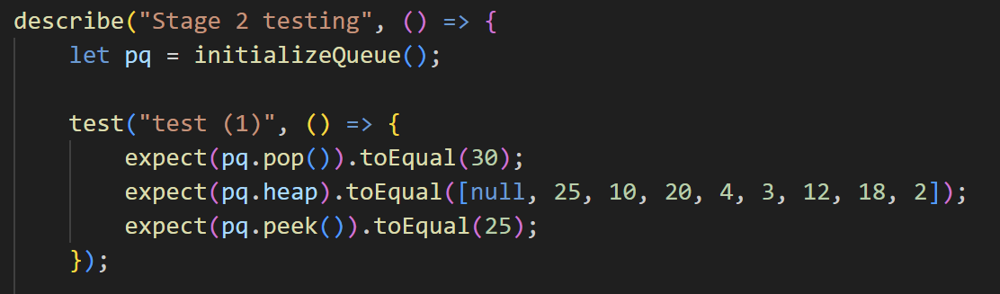 describe("Stage 2 testing", () => {
    let pq = initializeQueue();

    test("test (1)", () => {
        expect(pq.pop()).toEqual(30);
        expect(pq.heap).toEqual([null, 25, 10, 20, 4, 3, 12, 18, 2]);
        expect(pq.peek()).toEqual(25);
    });